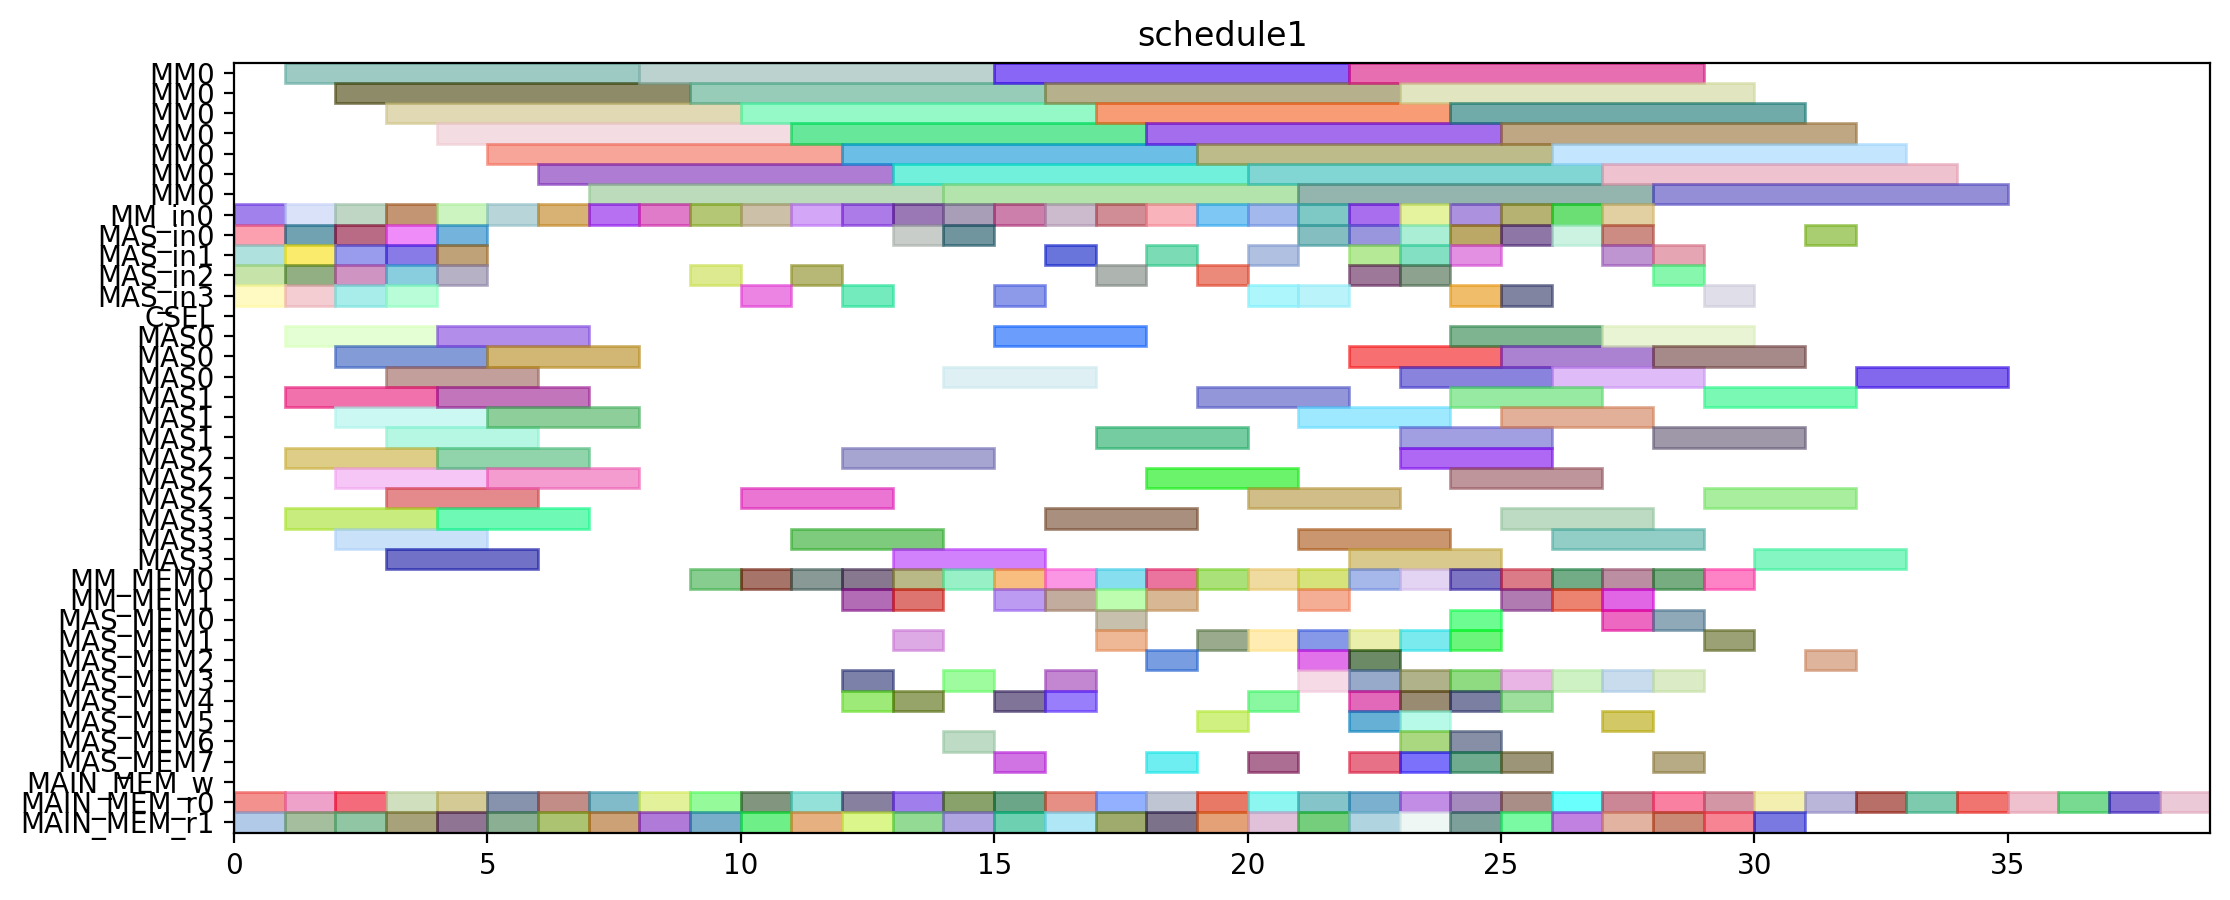 schedule1
MM0
MM0
MM0
MM0
MM0
MM0
MM0
MM_in0
MAS_in0
MAS_in1
MAS_in2
MAS_in3
CSEL
MAS0
MAS0
MAS0
MAS1
MAS1
MAS1
MAS2
MAS2
MAS2
MAS3
MAS3
MAS3
MM_MEM0
MM_MEM1
MAS_MEM0
MAS_MEM1
MAS_MEM2
MAS_MEM3
MAS_MEM4
MAS_MEM5
MAS_MEM6
MAS_MEM7
MAIN_MEM_w
MAIN_MEM_r0
MAIN_MEM_r1
0 5 10 15 20 25 30 35